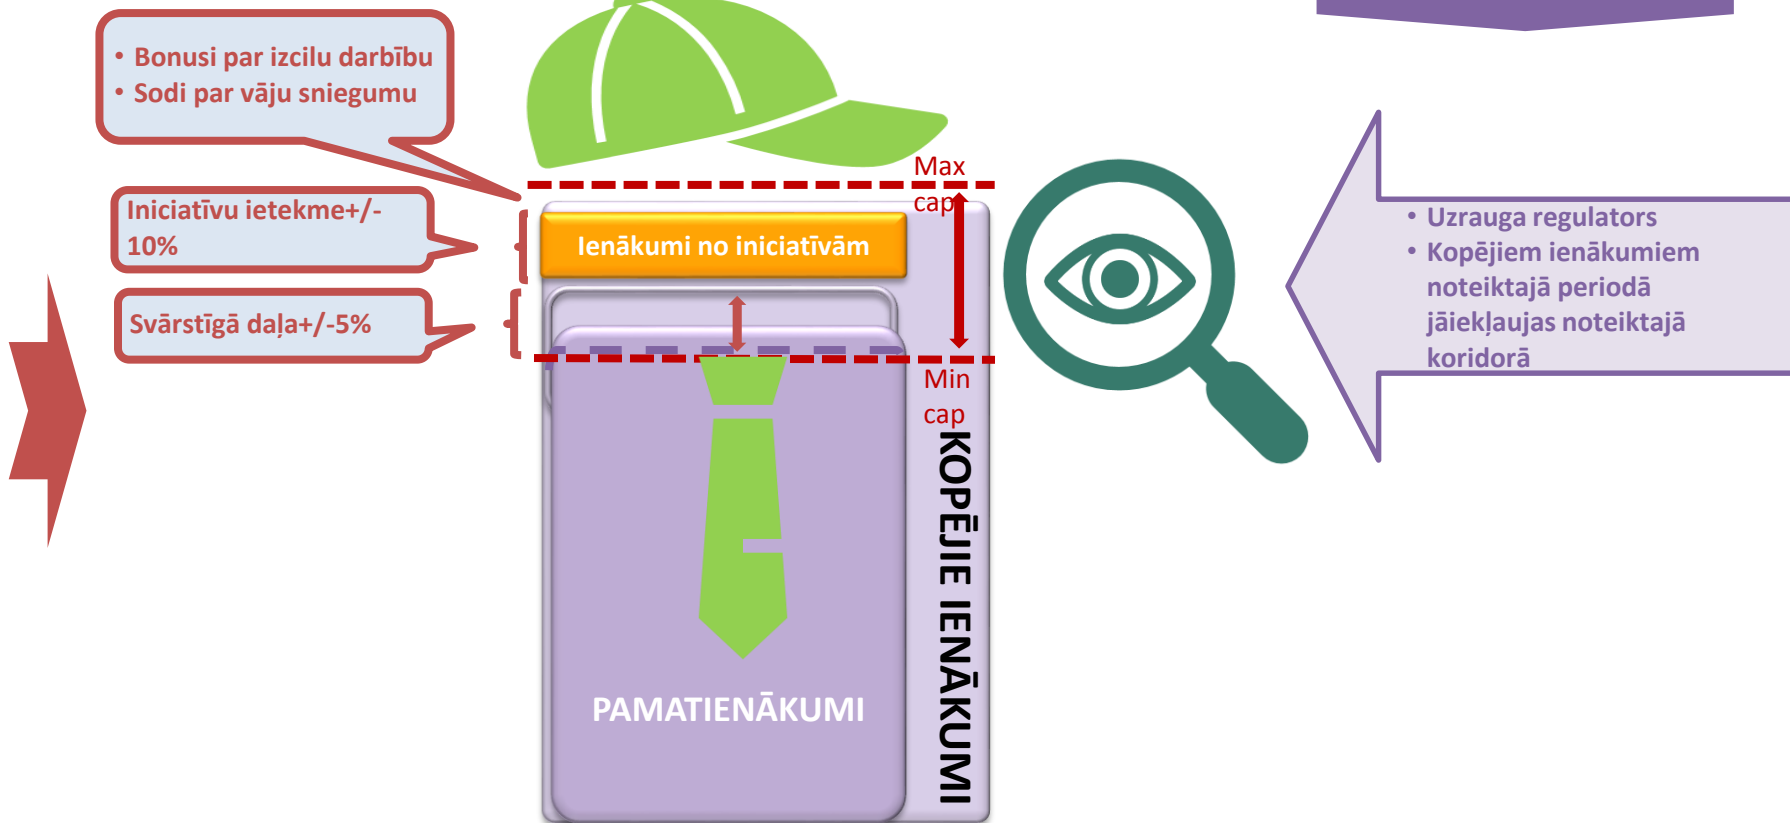 • Bonusi par izcilu darbību
• Sodi par vāju sniegumu
Iniciatīvu ietekme+/-
10%
Svārstīgā daļa+/-5%
Max
cap
Ienākumi no iniciatīvām
Min
cap
PAMATIENĀKUMI
KOPĒJIE IENĀKUMI
• Uzrauga regulators
• Kopējiem ienākumiem
noteiktajā periodā
jāiekļaujas noteiktajā
koridorā